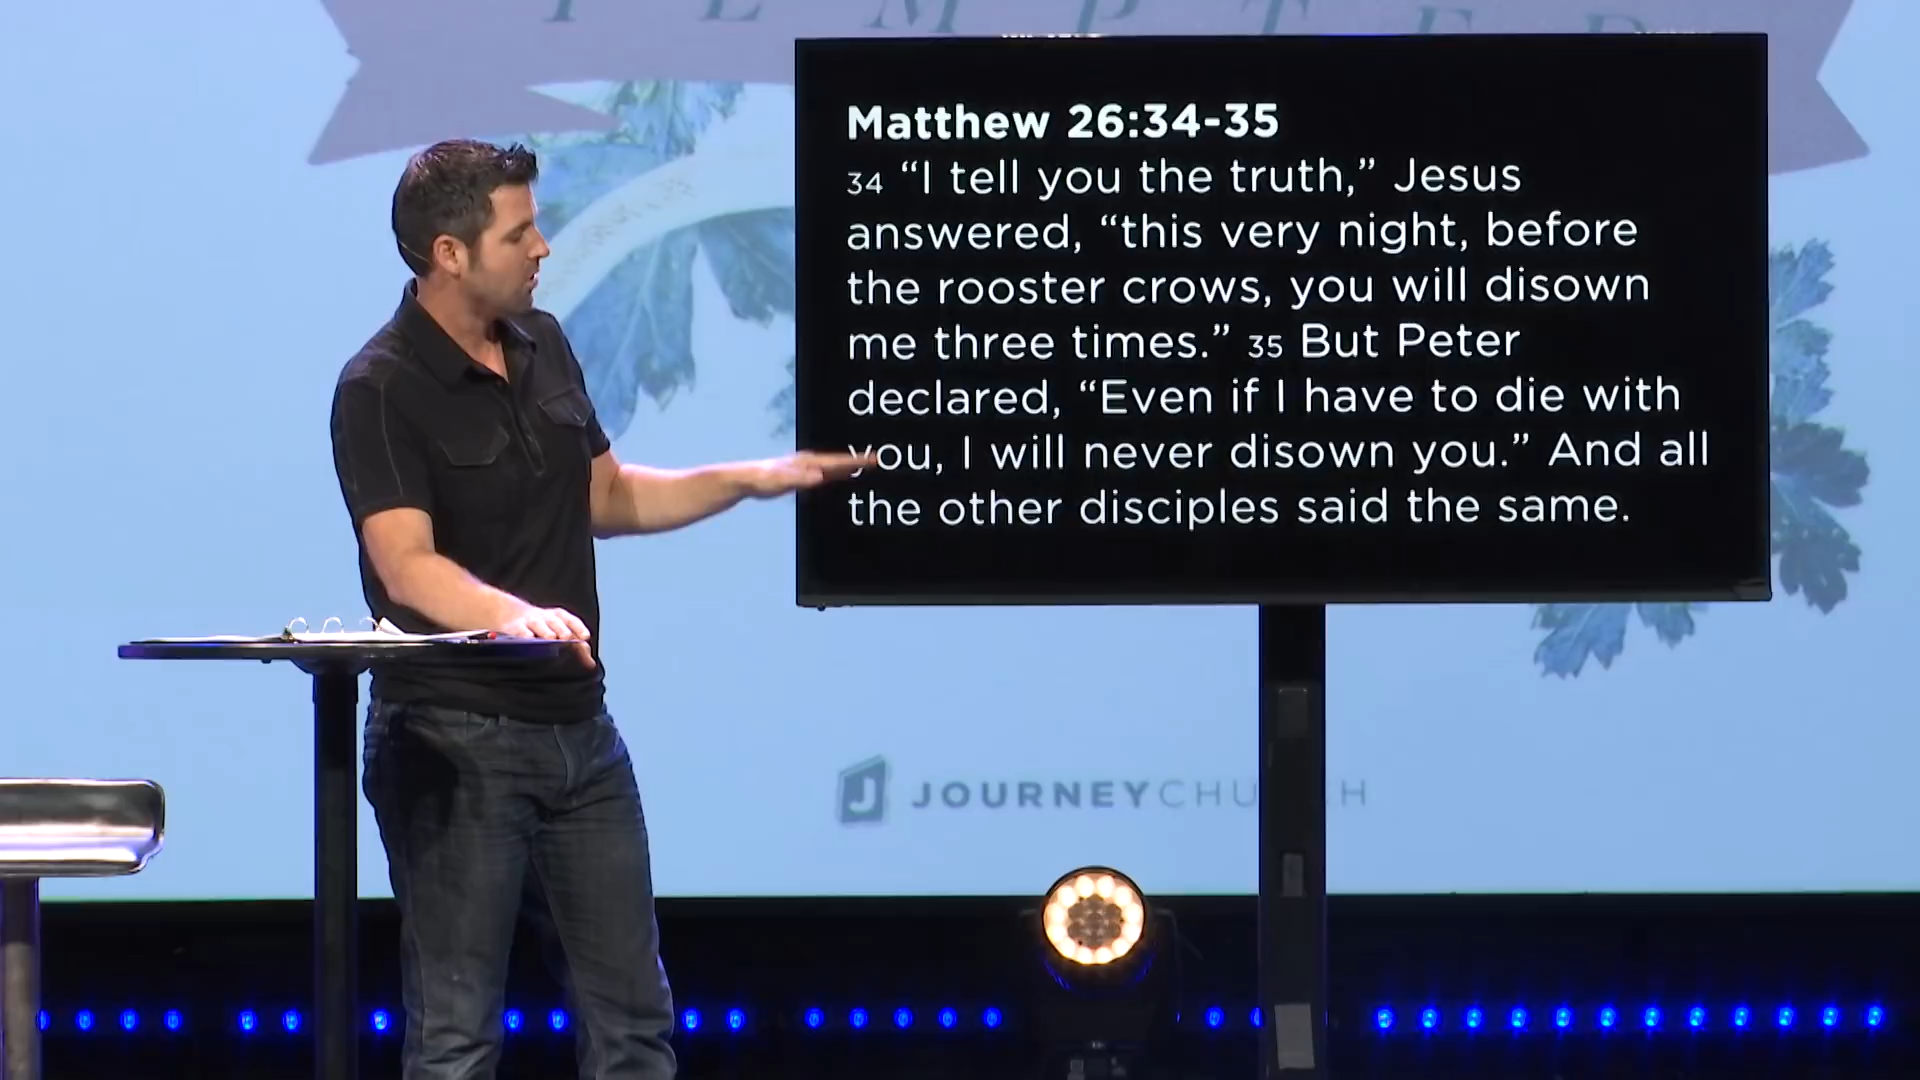 TEMPTED
Matthew 26:34-35
34 “I tell you the truth,” Jesus
answered, “this very night, before
the rooster crows, you will disown
me three times.” 35 But Peter
declared, “Even if I have to die with
you, I will never disown you.” And all
the other disciples said the same.
J JOURNEYCHURCH